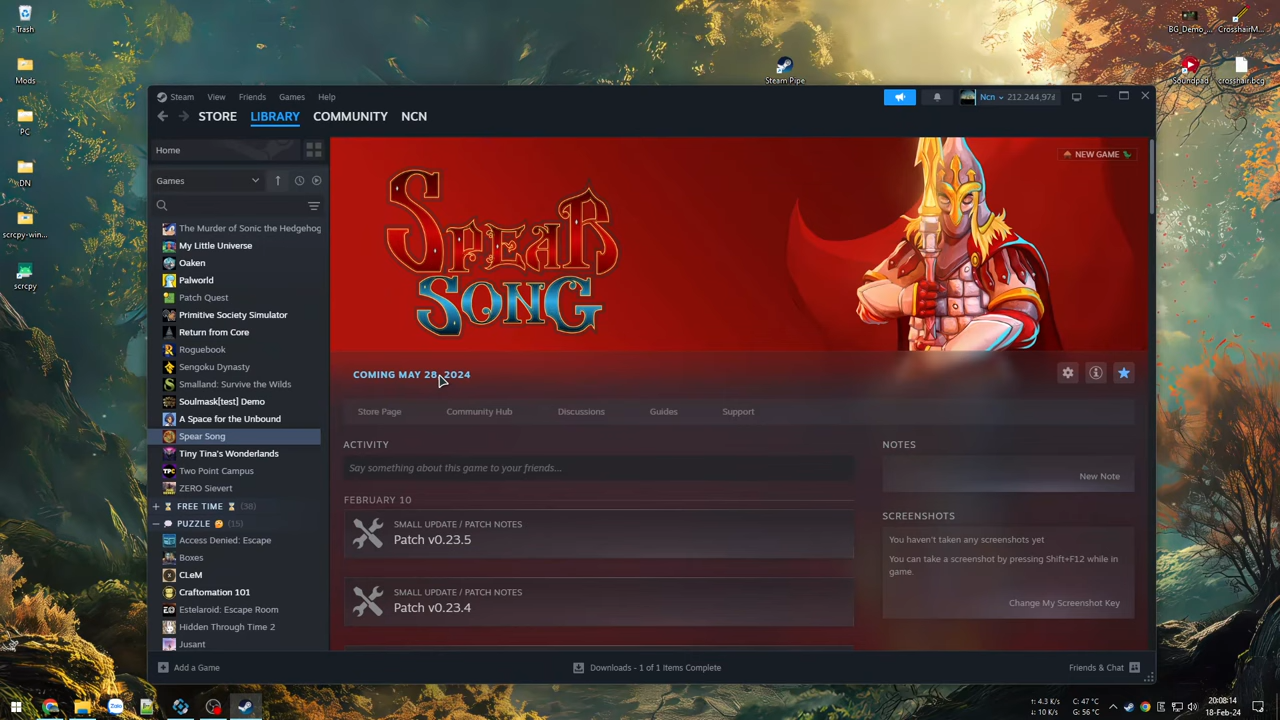 Trash
Mods
PC
DN
scrcpy-win...
scrcpy
Steam Pipe
BG_Demo_...
CrosshairM...
Soundpad
crosshair.bcg
Steam View Friends Games Help
Ncn 212.244,97₫
STORE LIBRARY COMMUNITY NCN
Home
Games
The Murder of Sonic the Hedgehog
My Little Universe
Oaken
Palworld
Patch Quest
Primitive Society Simulator
Return from Core
Roguebook
Sengoku Dynasty
Smalland: Survive the Wilds
Soulmask[test] Demo
A Space for the Unbound
Spear Song
Tiny Tina's Wonderlands
TPC Two Point Campus
ZERO Sievert
+ FREE TIME (38)
− PUZZLE (15)
Access Denied: Escape
Boxes
CLeM
Craftomation 101
Estelaroid: Escape Room
Hidden Through Time 2
Jusant
NEW GAME
SPEAR
SONG
COMING MAY 28, 2024
Store Page Community Hub Discussions Guides Support
ACTIVITY
Say something about this game to your friends...
FEBRUARY 10
SMALL UPDATE / PATCH NOTES
Patch v0.23.5
SMALL UPDATE / PATCH NOTES
Patch v0.23.4
NOTES
New Note
SCREENSHOTS
You haven't taken any screenshots yet
You can take a screenshot by pressing Shift+F12 while in
game.
Change My Screenshot Key
Add a Game
Downloads - 1 of 1 Items Complete
Friends & Chat
Zalo
↑: 4.3 K/s
↓: 10 K/s
C: 47 °C
G: 56 °C
E
20:08:14
18-Feb-24